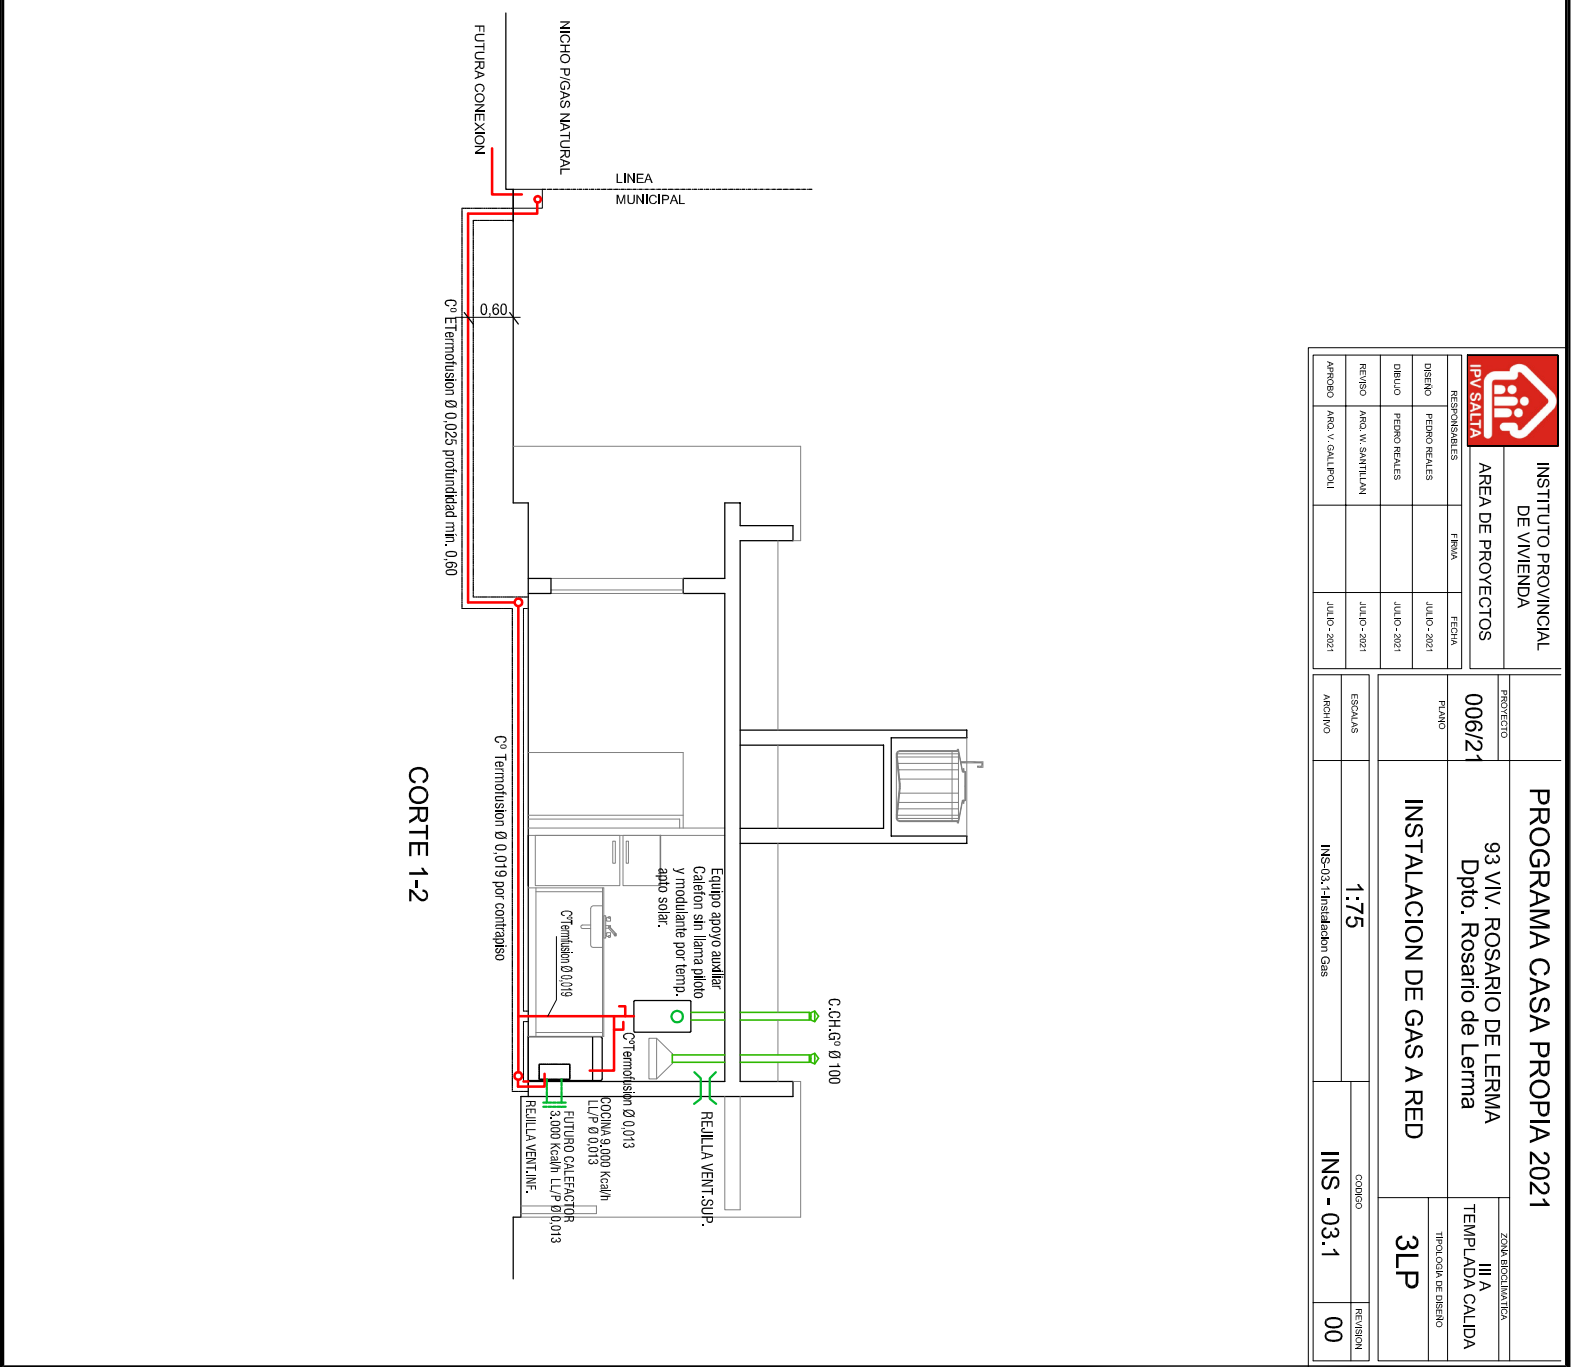 IPV SALTA
INSTITUTO PROVINCIAL
DE VIVIENDA
AREA DE PROYECTOS
RESPONSABLES
FIRMA
FECHA
DISEÑO
PEDRO REALES
JULIO - 2021
DIBUJO
PEDRO REALES
JULIO - 2021
REVISO
ARQ. W. SANTILLAN
JULIO - 2021
APROBO
ARQ. V. GALLIPOLI
JULIO - 2021
PROGRAMA CASA PROPIA 2021
PROYECTO
006/21
93 VIV. ROSARIO DE LERMA
Dpto. Rosario de Lerma
ZONA BIOCLIMATICA
III A
TEMPLADA CALIDA
PLANO
INSTALACION DE GAS A RED
TIPOLOGIA DE DISEÑO
3LP
ESCALAS
1:75
CODIGO
INS - 03.1
REVISION
00
ARCHIVO
INS-03.1-Instalacion Gas
LINEA
MUNICIPAL
NICHO P/GAS NATURAL
FUTURA CONEXION
0,60
Cº ETermofusion Ø 0,025 profundidad min. 0,60
Cº Termofusion Ø 0,019 por contrapiso
C.CH.Gº Ø 100
Equipo apoyo auxiliar
Calefon sin llama piloto
y modulante por temp.
apto solar.
CºTermfusion Ø 0,019
CºTermofusion Ø 0,013
REJILLA VENT.SUP.
COCINA 9.000 Kcal/h
LL/P Ø 0,013
FUTURO CALEFACTOR
3.000 Kcal/h LL/P Ø 0,013
REJILLA VENT.INF.
CORTE 1-2